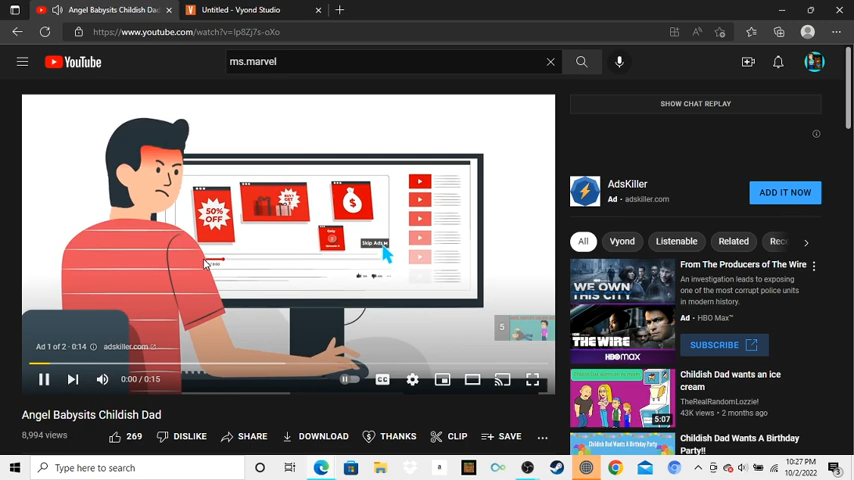 Angel Babysits Childish Dad
Untitled - Vyond Studio
https://www.youtube.com/watch?v=Ip8Zj7s-oXo
YouTube
ms.marvel
SHOW CHAT REPLAY
50%
OFF
Skip Ads
5
Ad 1 of 2 · 0:14
adskiller.com
0:00 / 0:15
AdsKiller
Ad · adskiller.com
ADD IT NOW
All
Vyond
Listenable
Related
From The Producers of The Wire
An investigation leads to exposing
one of the most corrupt police units
in modern history.
Ad · HBO Max™
SUBSCRIBE
WE OWN
THIS CITY
THE WIRE
HBOMAX
Childish Dad wants an ice
cream
TheRealRandomLozzie!
43K views • 2 months ago
5:07
Childish Dad Wants A Birthday
Party!!
Angel Babysits Childish Dad
8,994 views
269
DISLIKE
SHARE
DOWNLOAD
THANKS
CLIP
SAVE
Type here to search
10:27 PM
10/2/2022
3